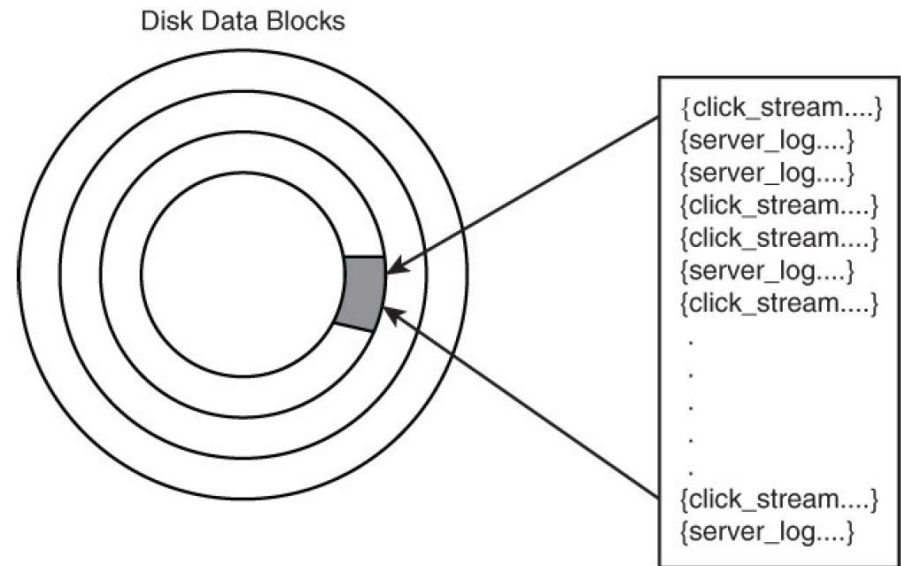 Disk Data Blocks
{click_stream....}
{server_log....}
{server_log....}
{click_stream....}
{click_stream....}
{server_log....}
{click_stream....}
.
.
.
.
.
{click_stream....}
{server_log....}